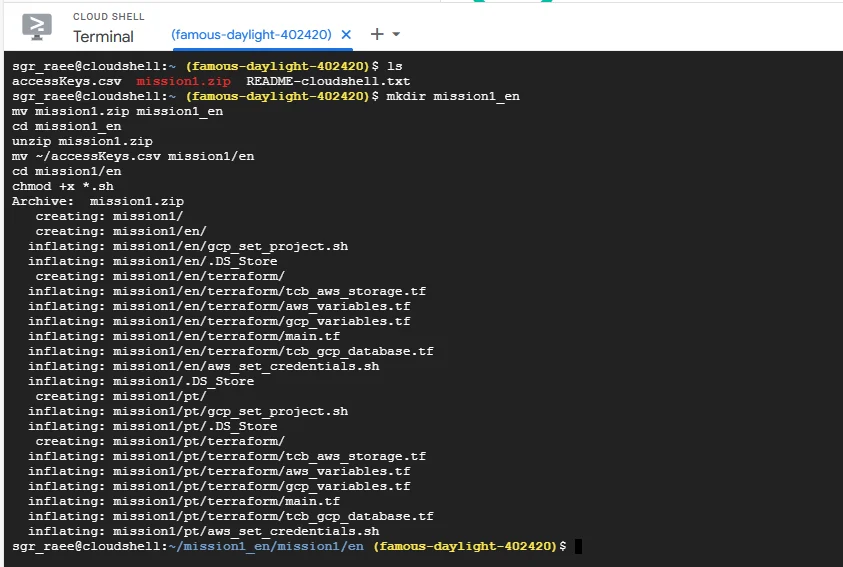 CLOUD SHELL
Terminal
(famous-daylight-402420)
sgr_raee@cloudshell:~ (famous-daylight-402420)$ ls
accessKeys.csv  mission1.zip  README-cloudshell.txt
sgr_raee@cloudshell:~ (famous-daylight-402420)$ mkdir mission1_en
mv mission1.zip mission1_en
cd mission1_en
unzip mission1.zip
mv ~/accessKeys.csv mission1/en
cd mission1/en
chmod +x *.sh
Archive:  mission1.zip
   creating: mission1/
   creating: mission1/en/
  inflating: mission1/en/gcp_set_project.sh
  inflating: mission1/en/.DS_Store
   creating: mission1/en/terraform/
  inflating: mission1/en/terraform/tcb_aws_storage.tf
  inflating: mission1/en/terraform/aws_variables.tf
  inflating: mission1/en/terraform/gcp_variables.tf
  inflating: mission1/en/terraform/main.tf
  inflating: mission1/en/terraform/tcb_gcp_database.tf
  inflating: mission1/en/aws_set_credentials.sh
  inflating: mission1/.DS_Store
   creating: mission1/pt/
  inflating: mission1/pt/gcp_set_project.sh
  inflating: mission1/pt/.DS_Store
   creating: mission1/pt/terraform/
  inflating: mission1/pt/terraform/tcb_aws_storage.tf
  inflating: mission1/pt/terraform/aws_variables.tf
  inflating: mission1/pt/terraform/gcp_variables.tf
  inflating: mission1/pt/terraform/main.tf
  inflating: mission1/pt/terraform/tcb_gcp_database.tf
  inflating: mission1/pt/aws_set_credentials.sh
sgr_raee@cloudshell:~/mission1_en/mission1/en (famous-daylight-402420)$